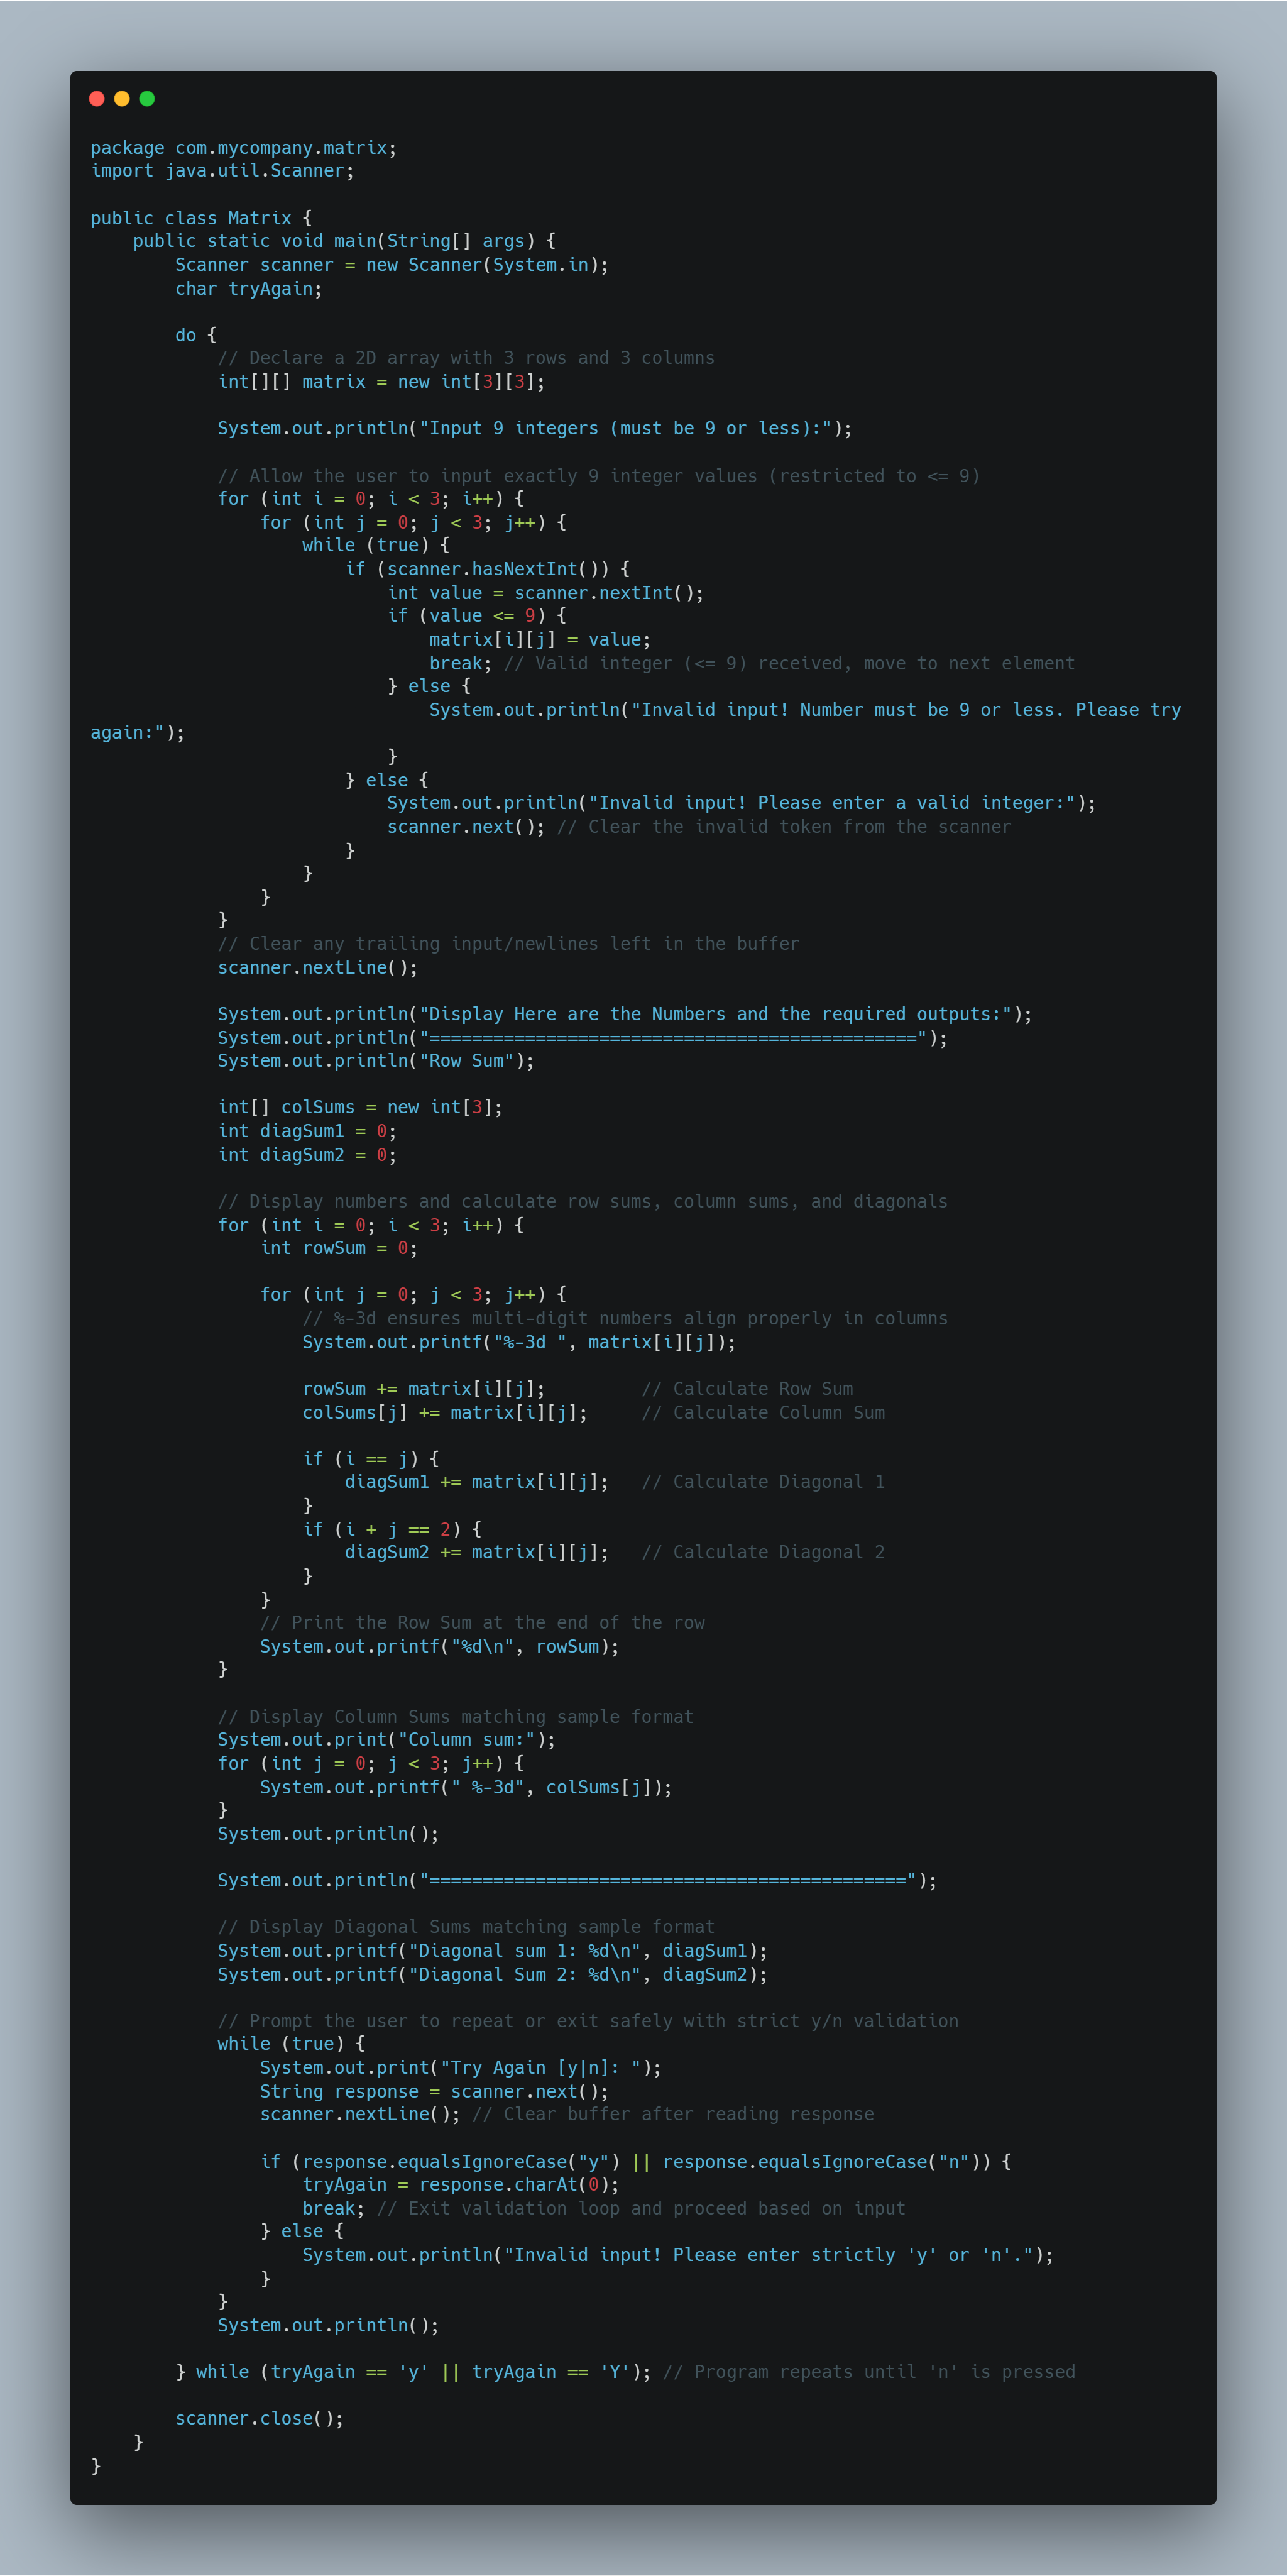 package com.mycompany.matrix;
import java.util.Scanner;

public class Matrix {
    public static void main(String[] args) {
        Scanner scanner = new Scanner(System.in);
        char tryAgain;

        do {
            // Declare a 2D array with 3 rows and 3 columns
            int[][] matrix = new int[3][3];

            System.out.println("Input 9 integers (must be 9 or less):");

            // Allow the user to input exactly 9 integer values (restricted to <= 9)
            for (int i = 0; i < 3; i++) {
                for (int j = 0; j < 3; j++) {
                    while (true) {
                        if (scanner.hasNextInt()) {
                            int value = scanner.nextInt();
                            if (value <= 9) {
                                matrix[i][j] = value;
                                break; // Valid integer (<= 9) received, move to next element
                            } else {
                                System.out.println("Invalid input! Number must be 9 or less. Please try
again:");
                            }
                        } else {
                            System.out.println("Invalid input! Please enter a valid integer:");
                            scanner.next(); // Clear the invalid token from the scanner
                        }
                    }
                }
            }
            // Clear any trailing input/newlines left in the buffer
            scanner.nextLine();

            System.out.println("Display Here are the Numbers and the required outputs:");
            System.out.println("==============================================");
            System.out.println("Row Sum");

            int[] colSums = new int[3];
            int diagSum1 = 0;
            int diagSum2 = 0;

            // Display numbers and calculate row sums, column sums, and diagonals
            for (int i = 0; i < 3; i++) {
                int rowSum = 0;

                for (int j = 0; j < 3; j++) {
                    // %-3d ensures multi-digit numbers align properly in columns
                    System.out.printf("%-3d ", matrix[i][j]);

                    rowSum += matrix[i][j];         // Calculate Row Sum
                    colSums[j] += matrix[i][j];     // Calculate Column Sum

                    if (i == j) {
                        diagSum1 += matrix[i][j];   // Calculate Diagonal 1
                    }
                    if (i + j == 2) {
                        diagSum2 += matrix[i][j];   // Calculate Diagonal 2
                    }
                }
                // Print the Row Sum at the end of the row
                System.out.printf("%d\n", rowSum);
            }

            // Display Column Sums matching sample format
            System.out.print("Column sum:");
            for (int j = 0; j < 3; j++) {
                System.out.printf(" %-3d", colSums[j]);
            }
            System.out.println();

            System.out.println("=============================================");

            // Display Diagonal Sums matching sample format
            System.out.printf("Diagonal sum 1: %d\n", diagSum1);
            System.out.printf("Diagonal Sum 2: %d\n", diagSum2);

            // Prompt the user to repeat or exit safely with strict y/n validation
            while (true) {
                System.out.print("Try Again [y|n]: ");
                String response = scanner.next();
                scanner.nextLine(); // Clear buffer after reading response

                if (response.equalsIgnoreCase("y") || response.equalsIgnoreCase("n")) {
                    tryAgain = response.charAt(0);
                    break; // Exit validation loop and proceed based on input
                } else {
                    System.out.println("Invalid input! Please enter strictly 'y' or 'n'.");
                }
            }
            System.out.println();

        } while (tryAgain == 'y' || tryAgain == 'Y'); // Program repeats until 'n' is pressed

        scanner.close();
    }
}